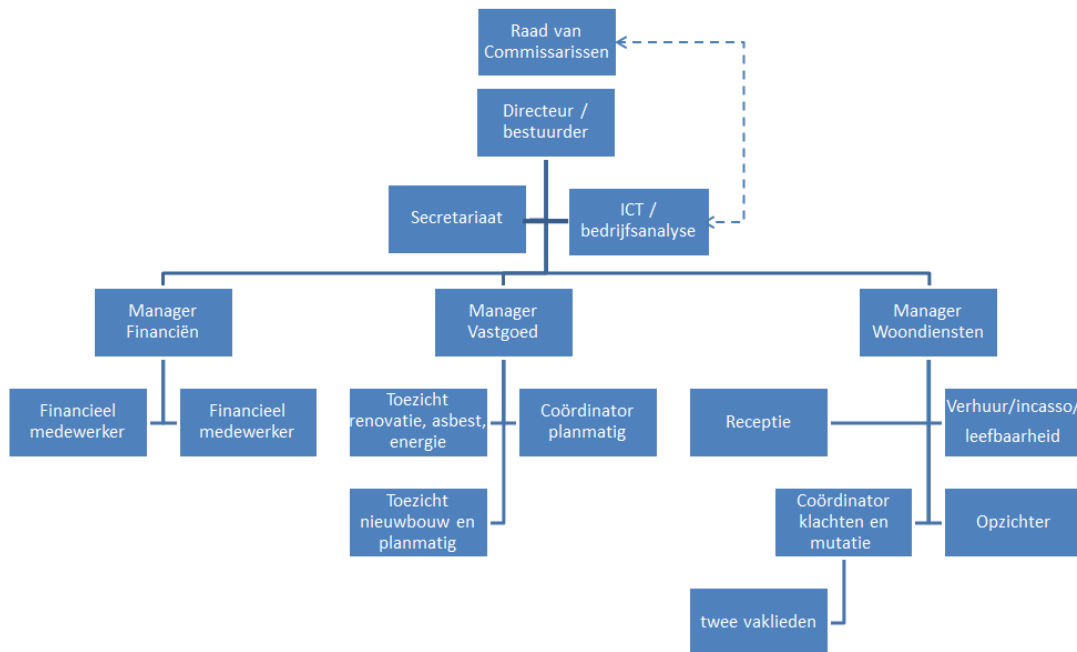 Raad van
Commissarissen
Directeur /
bestuurder
Secretariaat
ICT /
bedrijfsanalyse
Manager
Financiën
Manager
Vastgoed
Manager
Woondiensten
Financieel
medewerker
Financieel
medewerker
Toezicht
renovatie, asbest,
energie
Coördinator
planmatig
Receptie
Verhuur/incasso/
leefbaarheid
Toezicht
nieuwbouw en
planmatig
Coördinator
klachten en
mutatie
Opzichter
twee vaklieden